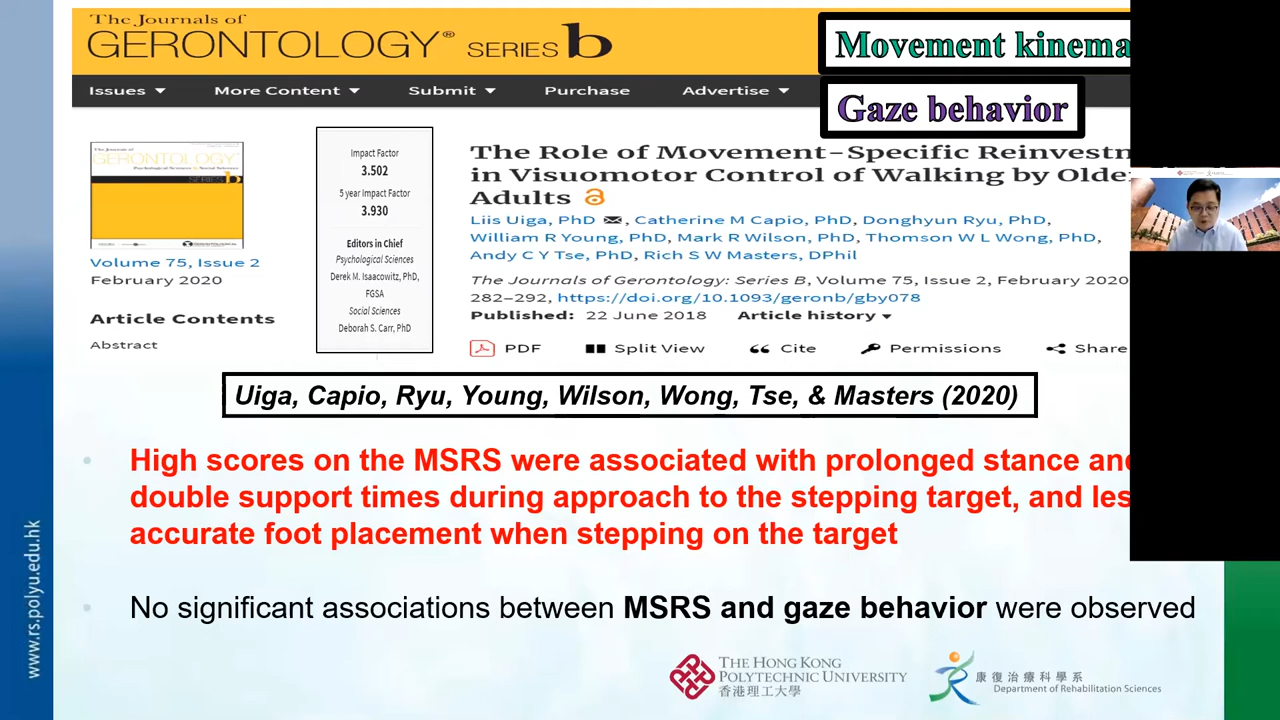 The Journals of
GERONTOLOGY® SERIES b
Movement kinema
Issues More Content Submit Purchase Advertise
Gaze behavior
The Journals of
GERONTOLOGY
SERIES b
Volume 75, Issue 2
February 2020
Article Contents
Abstract
Impact Factor
3.502
5 year Impact Factor
3.930
Editors in Chief
Psychological Sciences
Derek M. Isaacowitz, PhD,
FGSA
Social Sciences
Deborah S. Carr, PhD
The Role of Movement-Specific Reinvestm
in Visuomotor Control of Walking by Olde
Adults
Liis Uiga, PhD, Catherine M Capio, PhD, Donghyun Ryu, PhD,
William R Young, PhD, Mark R Wilson, PhD, Thomson W L Wong, PhD,
Andy C Y Tse, PhD, Rich S W Masters, DPhil
The Journals of Gerontology: Series B, Volume 75, Issue 2, February 2020
282–292, https://doi.org/10.1093/geronb/gby078
Published: 22 June 2018 Article history
PDF Split View Cite Permissions Share
Uiga, Capio, Ryu, Young, Wilson, Wong, Tse, & Masters (2020)
• High scores on the MSRS were associated with prolonged stance and
double support times during approach to the stepping target, and les
accurate foot placement when stepping on the target
• No significant associations between MSRS and gaze behavior were observed
www.rs.polyu.edu.hk
THE HONG KONG
POLYTECHNIC UNIVERSITY
香港理工大學
康復治療科學系
Department of Rehabilitation Sciences